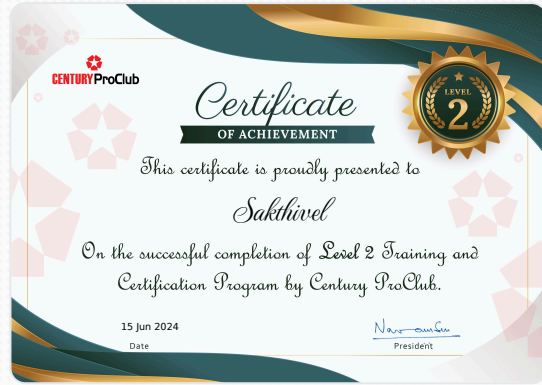 CENTURY ProClub
Certificate
OF ACHIEVEMENT
LEVEL
2
This certificate is proudly presented to
Sakthivel
On the successful completion of Level 2 Training and
Certification Program by Century ProClub.
15 Jun 2024
Date
President